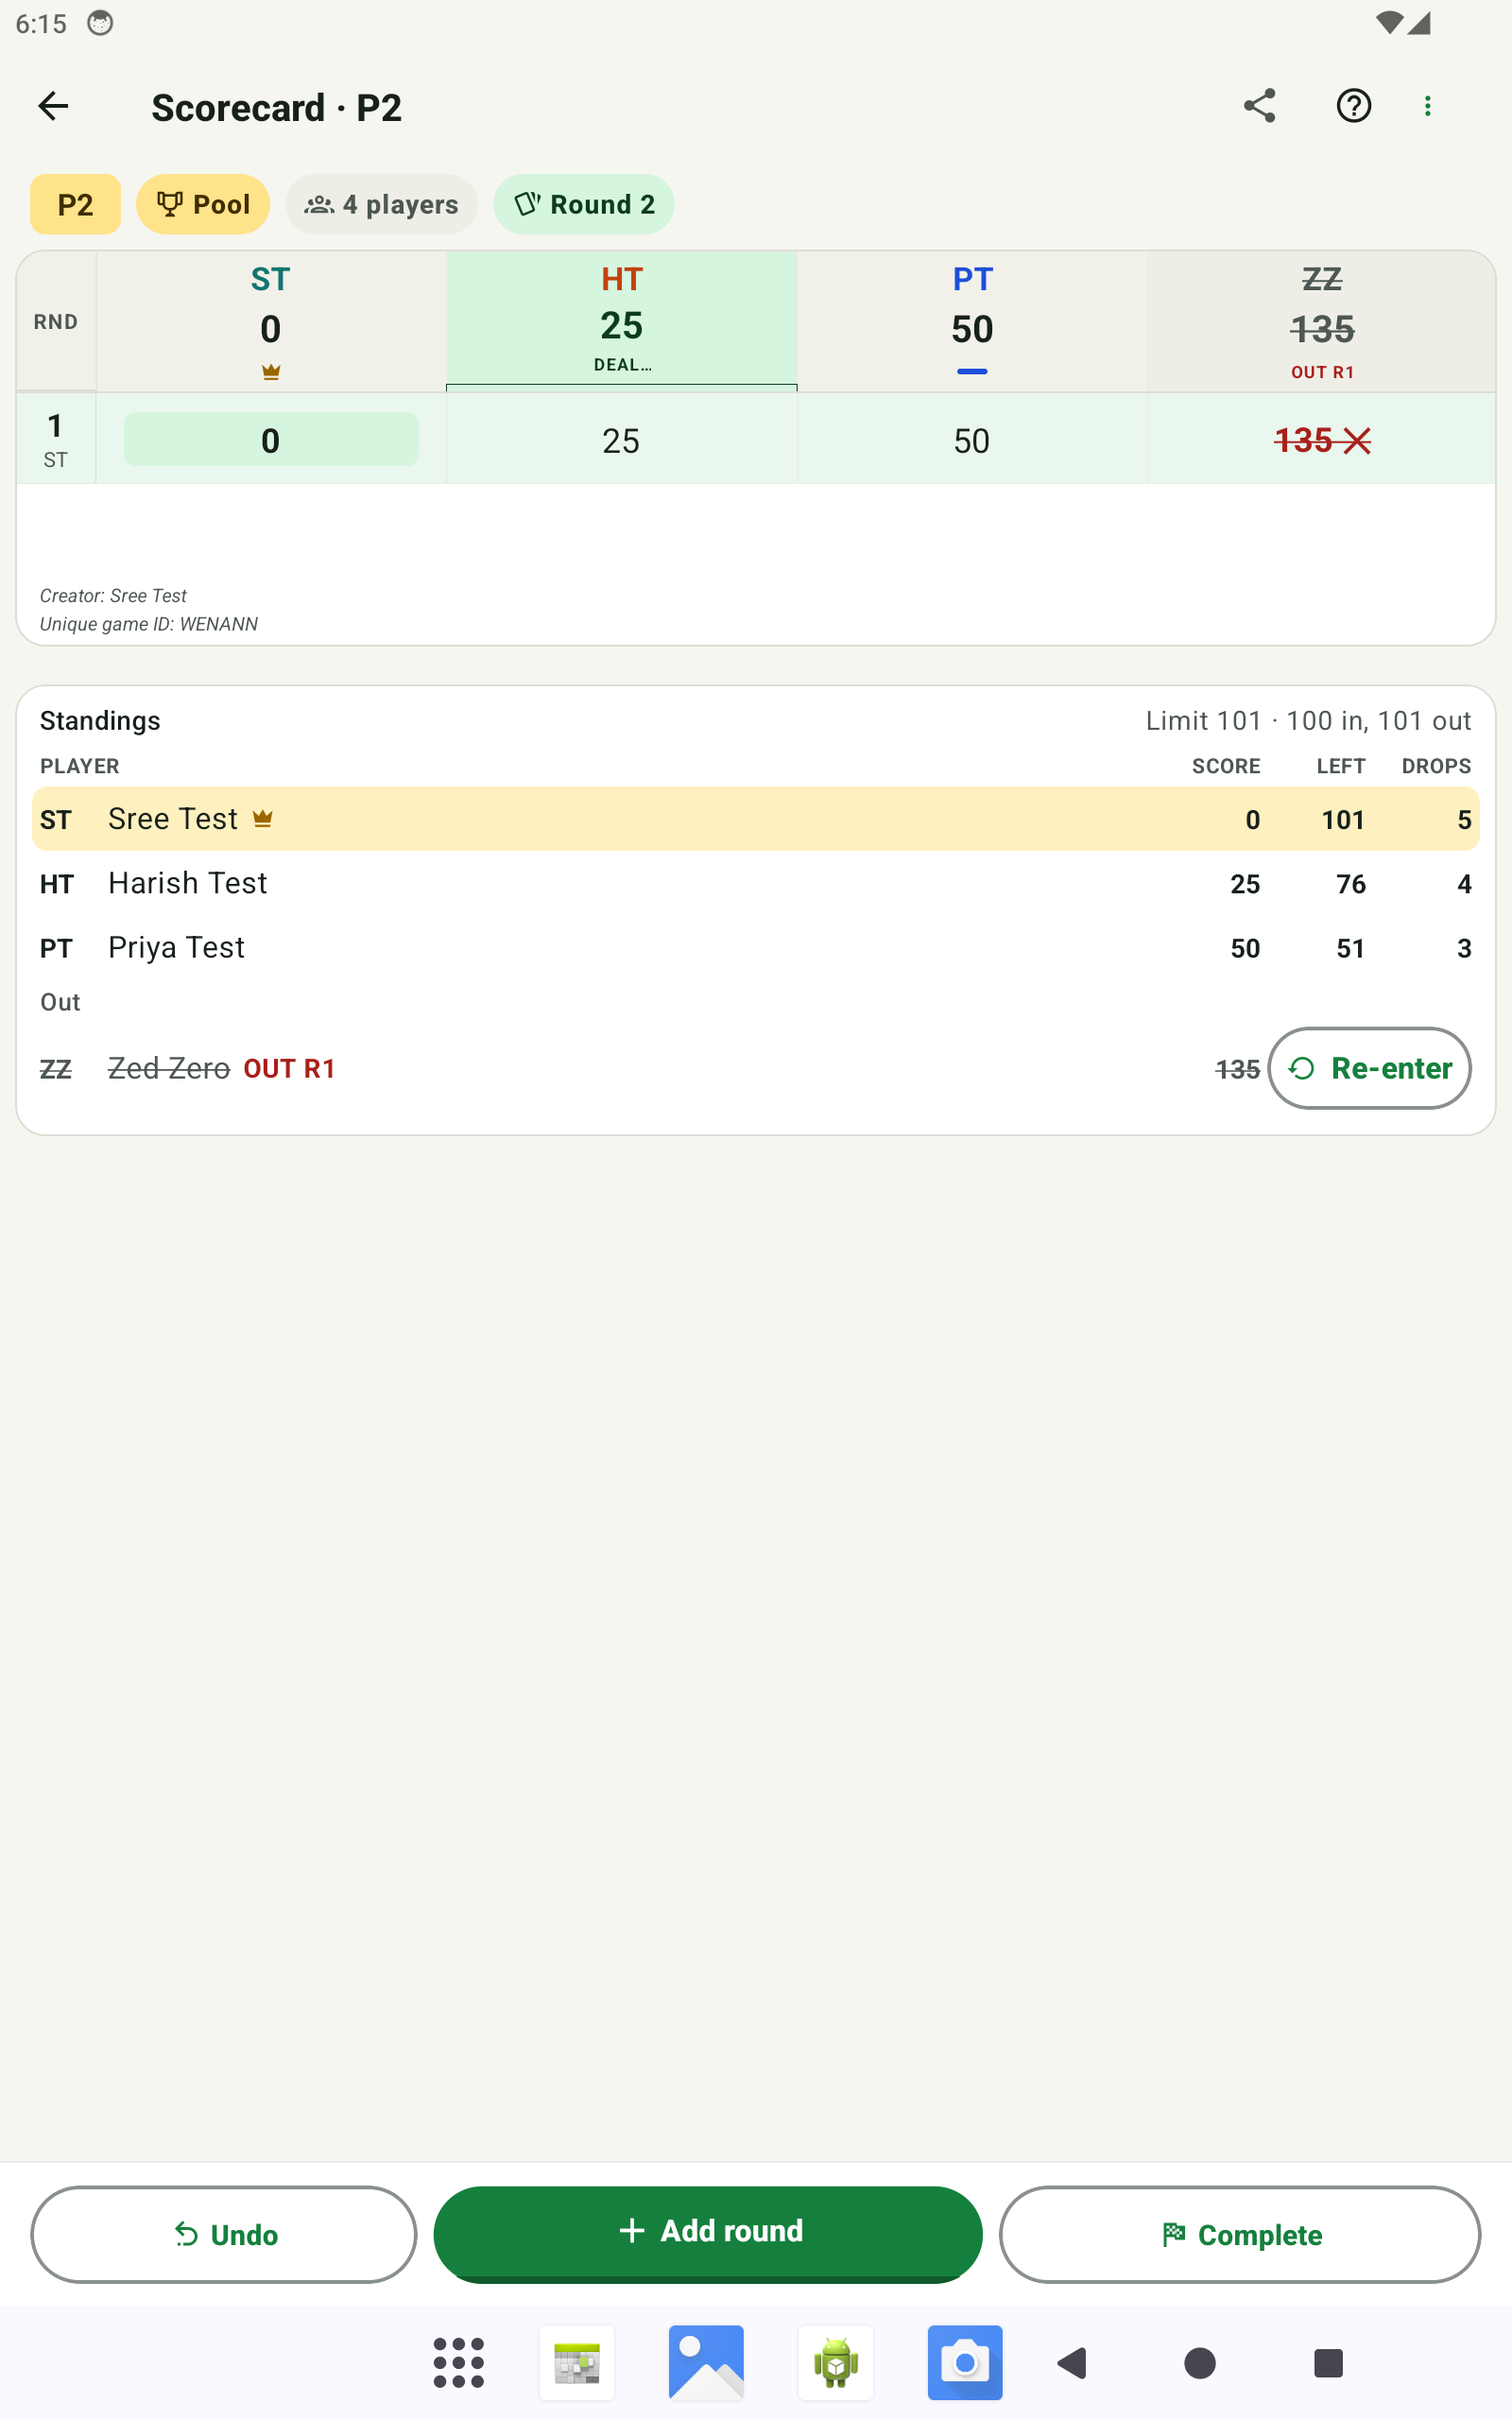 6:15
Scorecard · P2
P2 Pool 4 players Round 2
RND ST HT PT ZZ
0 25 50 135
DEAL… OUT R1
1 0 25 50 135
ST
Creator: Sree Test
Unique game ID: WENANN
Standings Limit 101 · 100 in, 101 out
PLAYER SCORE LEFT DROPS
ST Sree Test 0 101 5
HT Harish Test 25 76 4
PT Priya Test 50 51 3
Out
ZZ Zed Zero OUT R1 135 Re-enter
Undo + Add round Complete